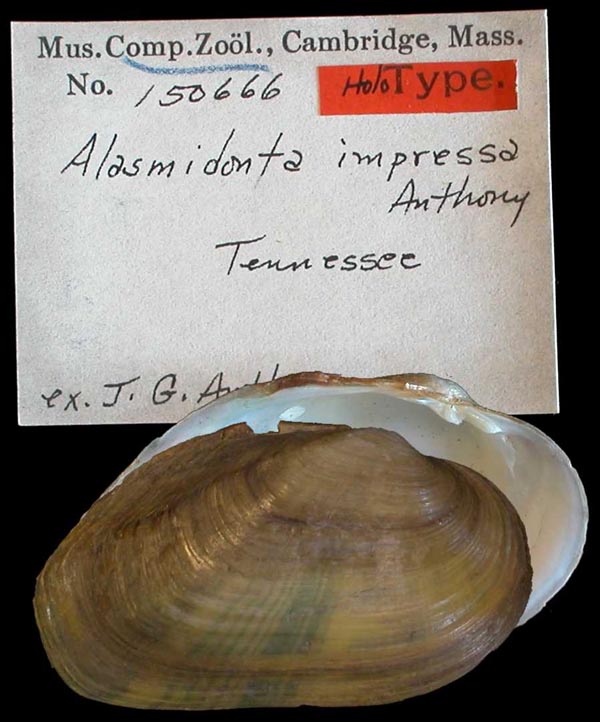 Mus. Comp. Zoöl., Cambridge, Mass.
No. 150666 HoloType.
Alasmidonta impressa
Anthony
Tennessee
ex. J. G.